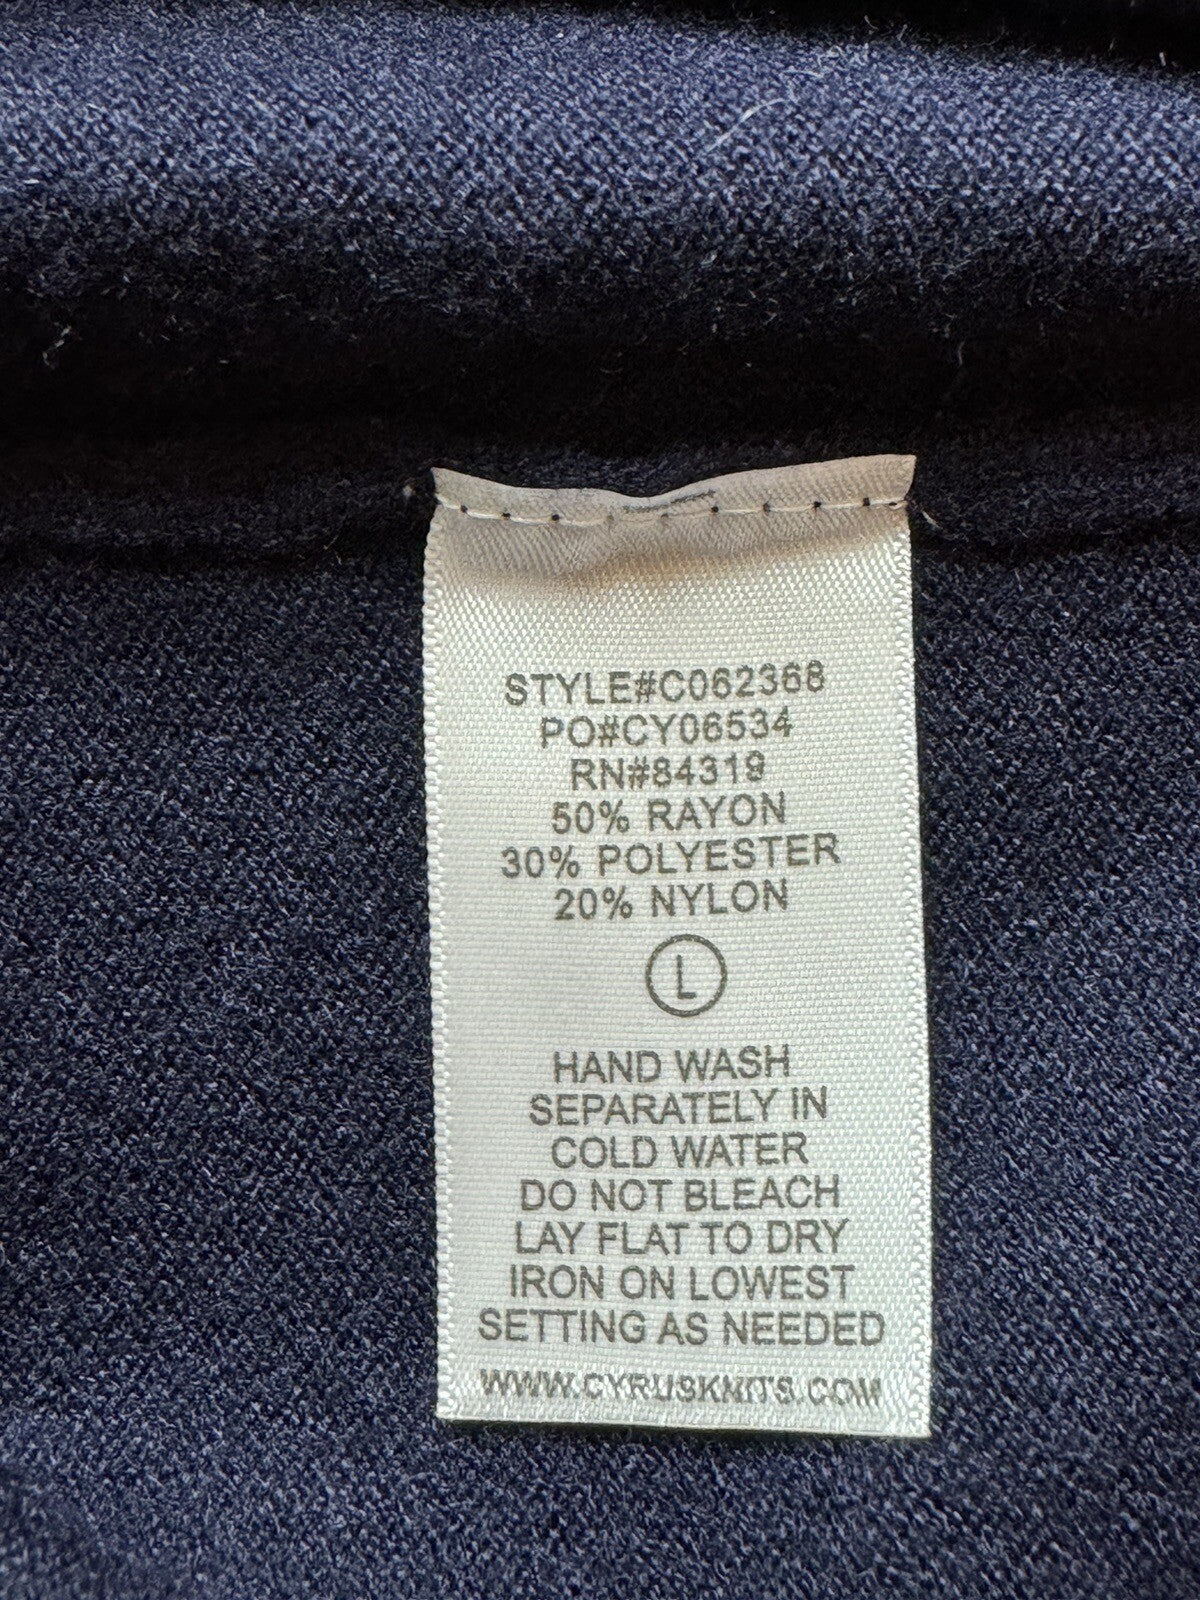 STYLE#C062368
PO#CY06534
RN#84319
50% RAYON
30% POLYESTER
20% NYLON
L
HAND WASH
SEPARATELY IN
COLD WATER
DO NOT BLEACH
LAY FLAT TO DRY
IRON ON LOWEST
SETTING AS NEEDED
WWW.CYRUSKNITS.COM